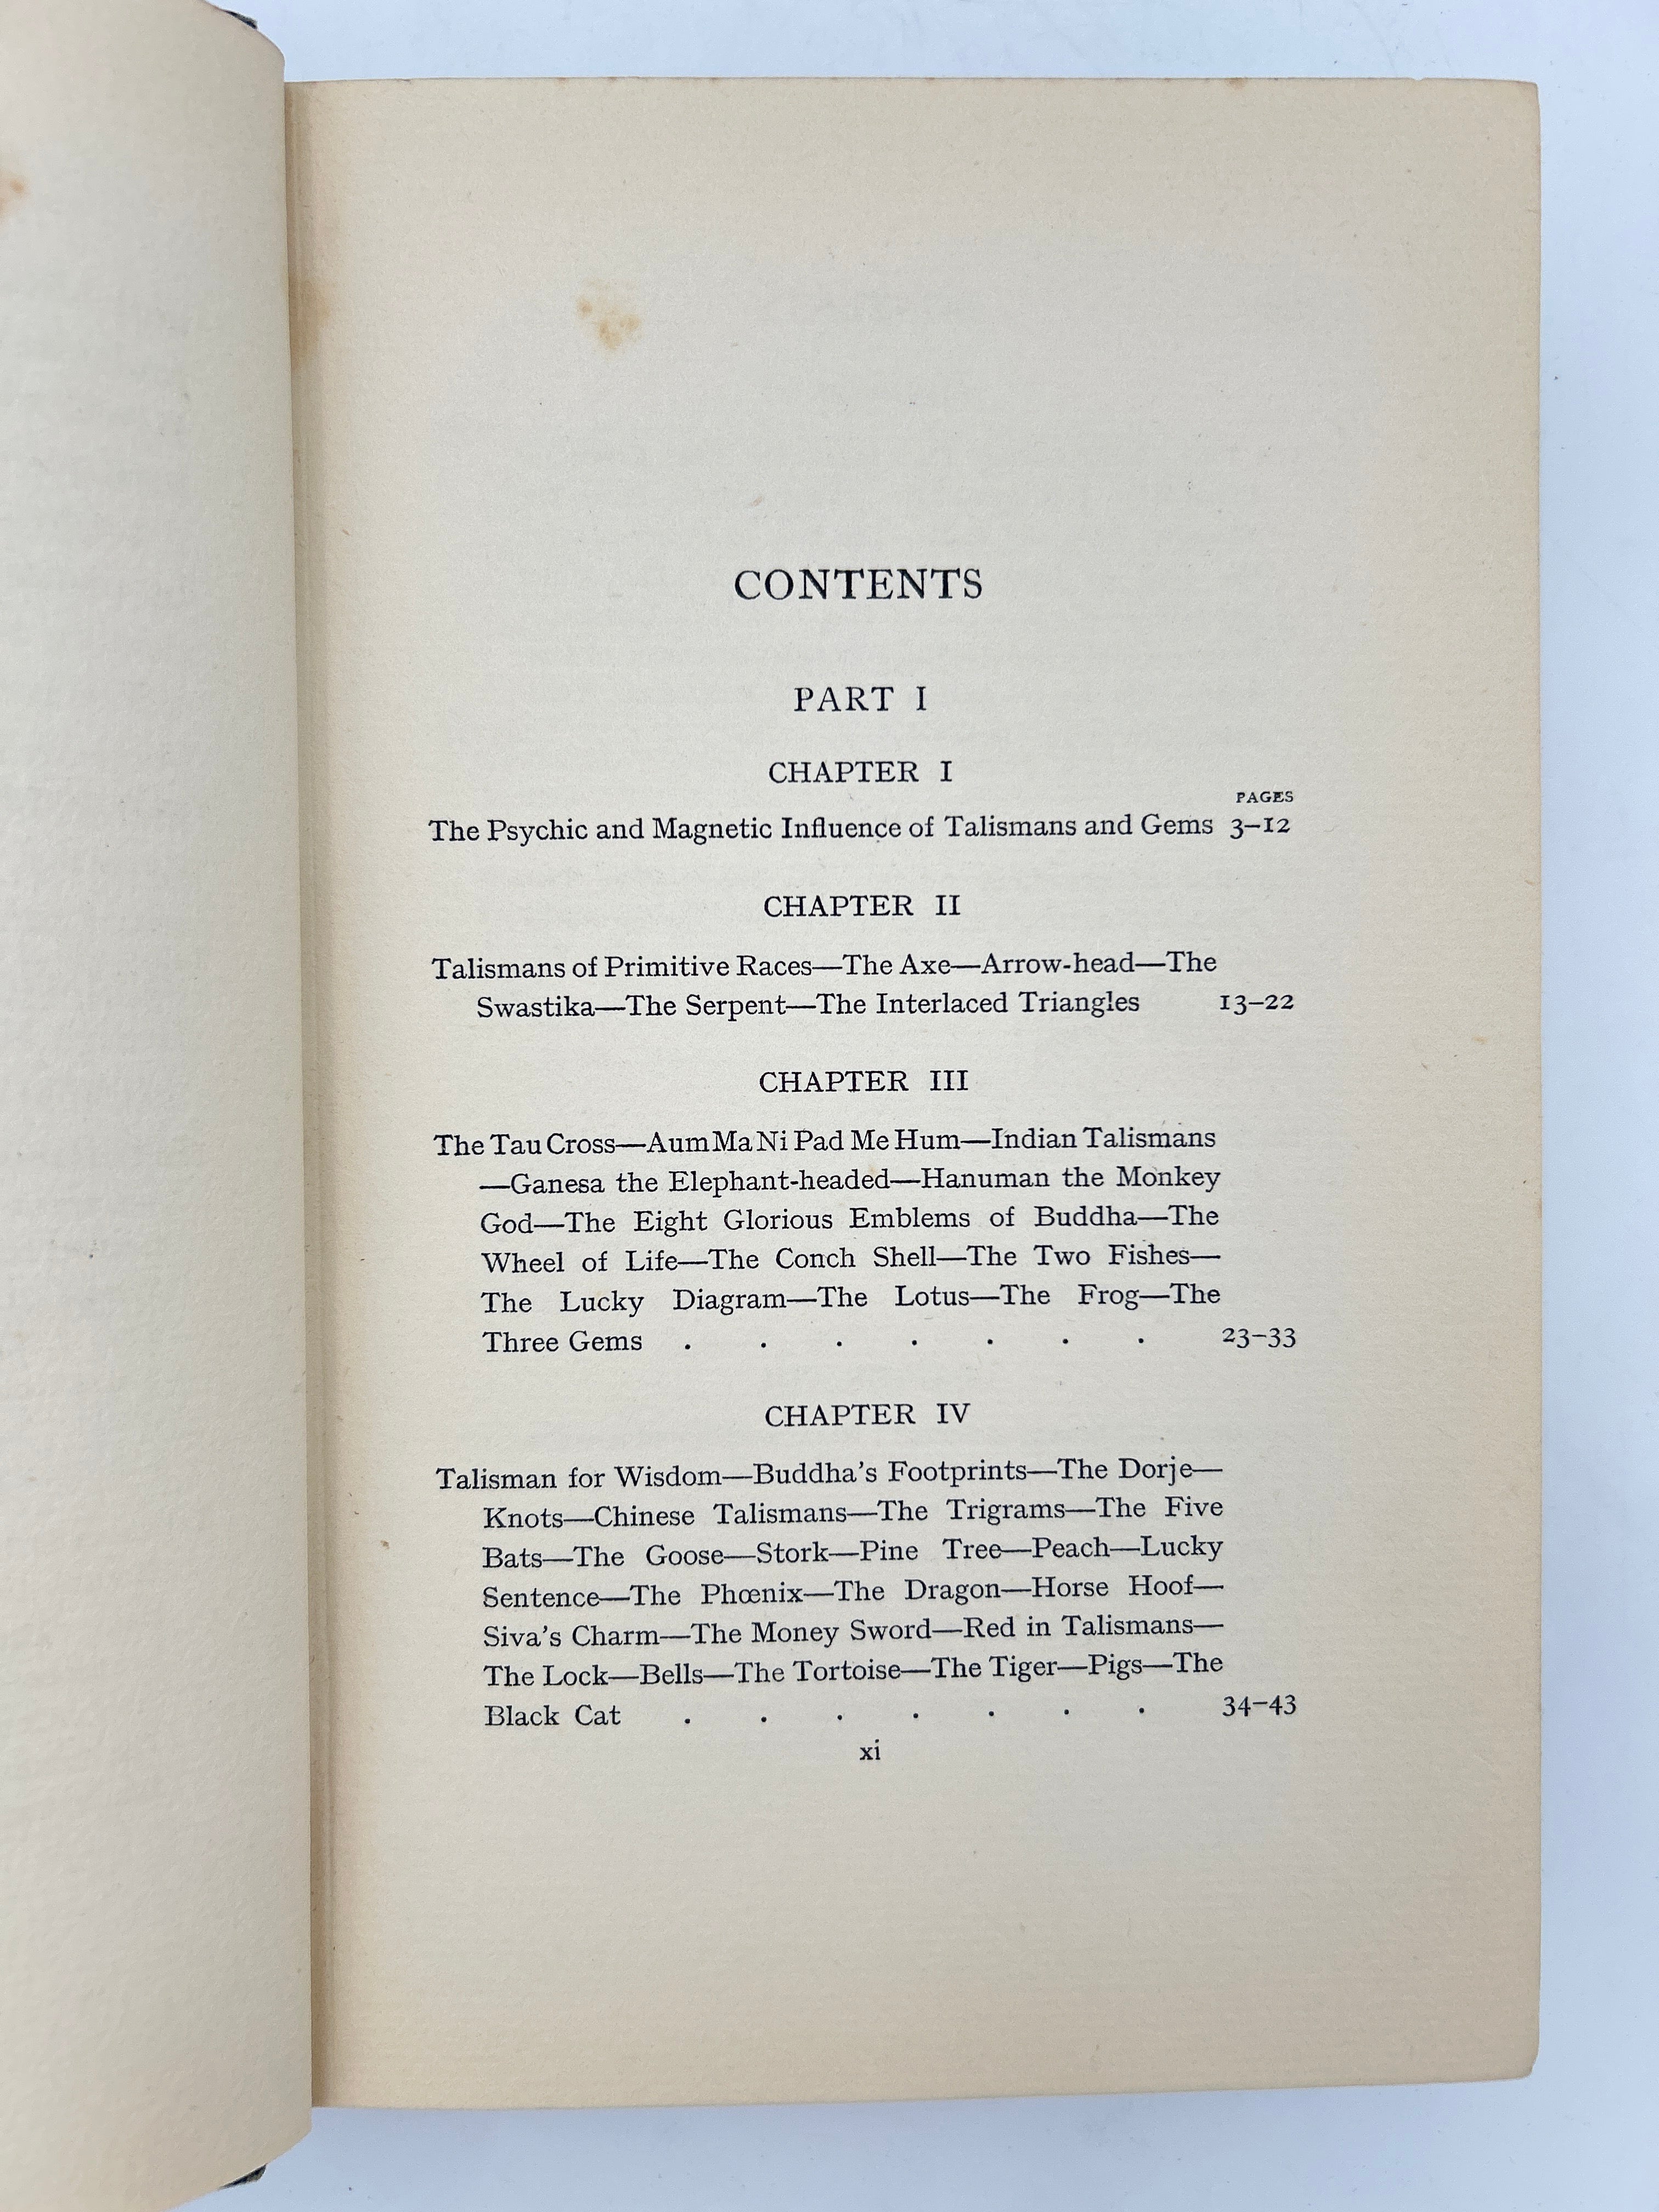 CONTENTS
PART I
CHAPTER I
PAGES
The Psychic and Magnetic Influence of Talismans and Gems 3–12
CHAPTER II
Talismans of Primitive Races—The Axe—Arrow-head—The
Swastika—The Serpent—The Interlaced Triangles 13–22
CHAPTER III
The Tau Cross—Aum Ma Ni Pad Me Hum—Indian Talismans
—Ganesa the Elephant-headed—Hanuman the Monkey
God—The Eight Glorious Emblems of Buddha—The
Wheel of Life—The Conch Shell—The Two Fishes—
The Lucky Diagram—The Lotus—The Frog—The
Three Gems . . . . . . . 23–33
CHAPTER IV
Talisman for Wisdom—Buddha's Footprints—The Dorje—
Knots—Chinese Talismans—The Trigrams—The Five
Bats—The Goose—Stork—Pine Tree—Peach—Lucky
Sentence—The Phœnix—The Dragon—Horse Hoof—
Siva's Charm—The Money Sword—Red in Talismans—
The Lock—Bells—The Tortoise—The Tiger—Pigs—The
Black Cat . . . . . . . 34–43
xi